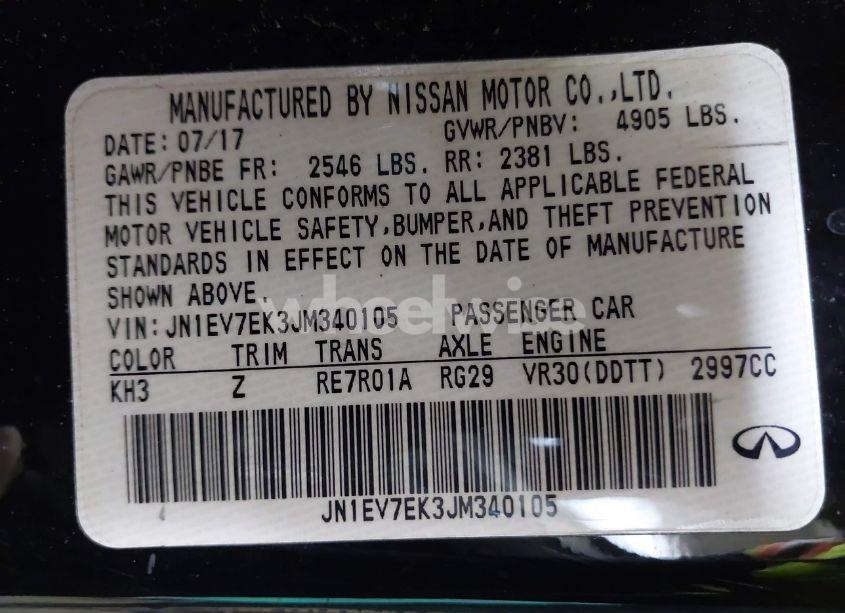 MANUFACTURED BY NISSAN MOTOR CO.,LTD.
DATE: 07/17 GVWR/PNBV: 4905 LBS.
GAWR/PNBE FR: 2546 LBS. RR: 2381 LBS.
THIS VEHICLE CONFORMS TO ALL APPLICABLE FEDERAL
MOTOR VEHICLE SAFETY,BUMPER,AND THEFT PREVENTION
STANDARDS IN EFFECT ON THE DATE OF MANUFACTURE
SHOWN ABOVE
wheelwise
VIN: JN1EV7EK3JM340105 PASSENGER CAR
COLOR TRIM TRANS AXLE ENGINE
KH3 Z RE7R01A RG29 VR30(DDTT) 2997CC
JN1EV7EK3JM340105